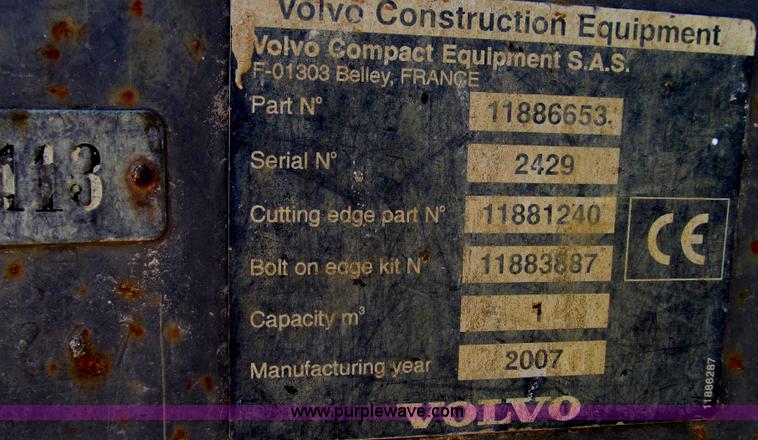 Volvo Construction Equipment
Volvo Compact Equipment S.A.S.
F-01303 Belley, FRANCE
Part N° 11886653
Serial N° 2429
Cutting edge part N° 11881240
Bolt on edge kit N° 11883887
Capacity m³ 1
Manufacturing year 2007
VOLVO
CE
11886287
113
www.purplewave.com